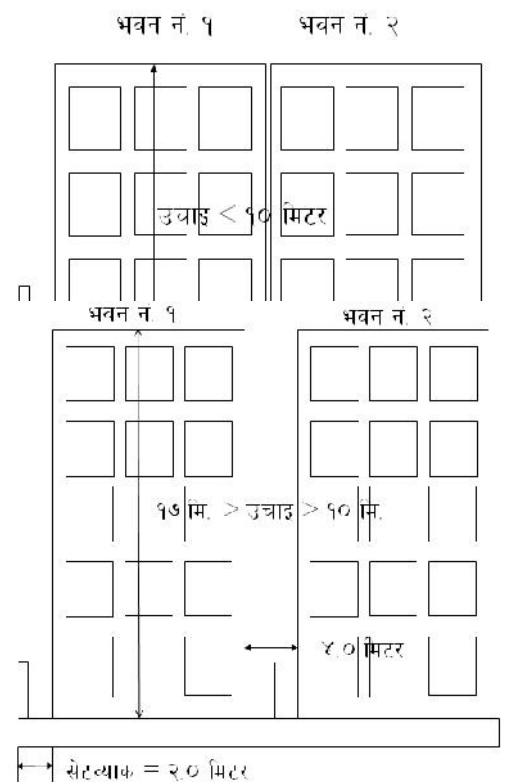 भवन नं. १ भवन नं. २
उचाइ < १० मिटर
भवन नं. १ भवन नं. २
१७ मि. > उचाइ > १० मि.
४.० मिटर
सेटव्याक = २.० मिटर